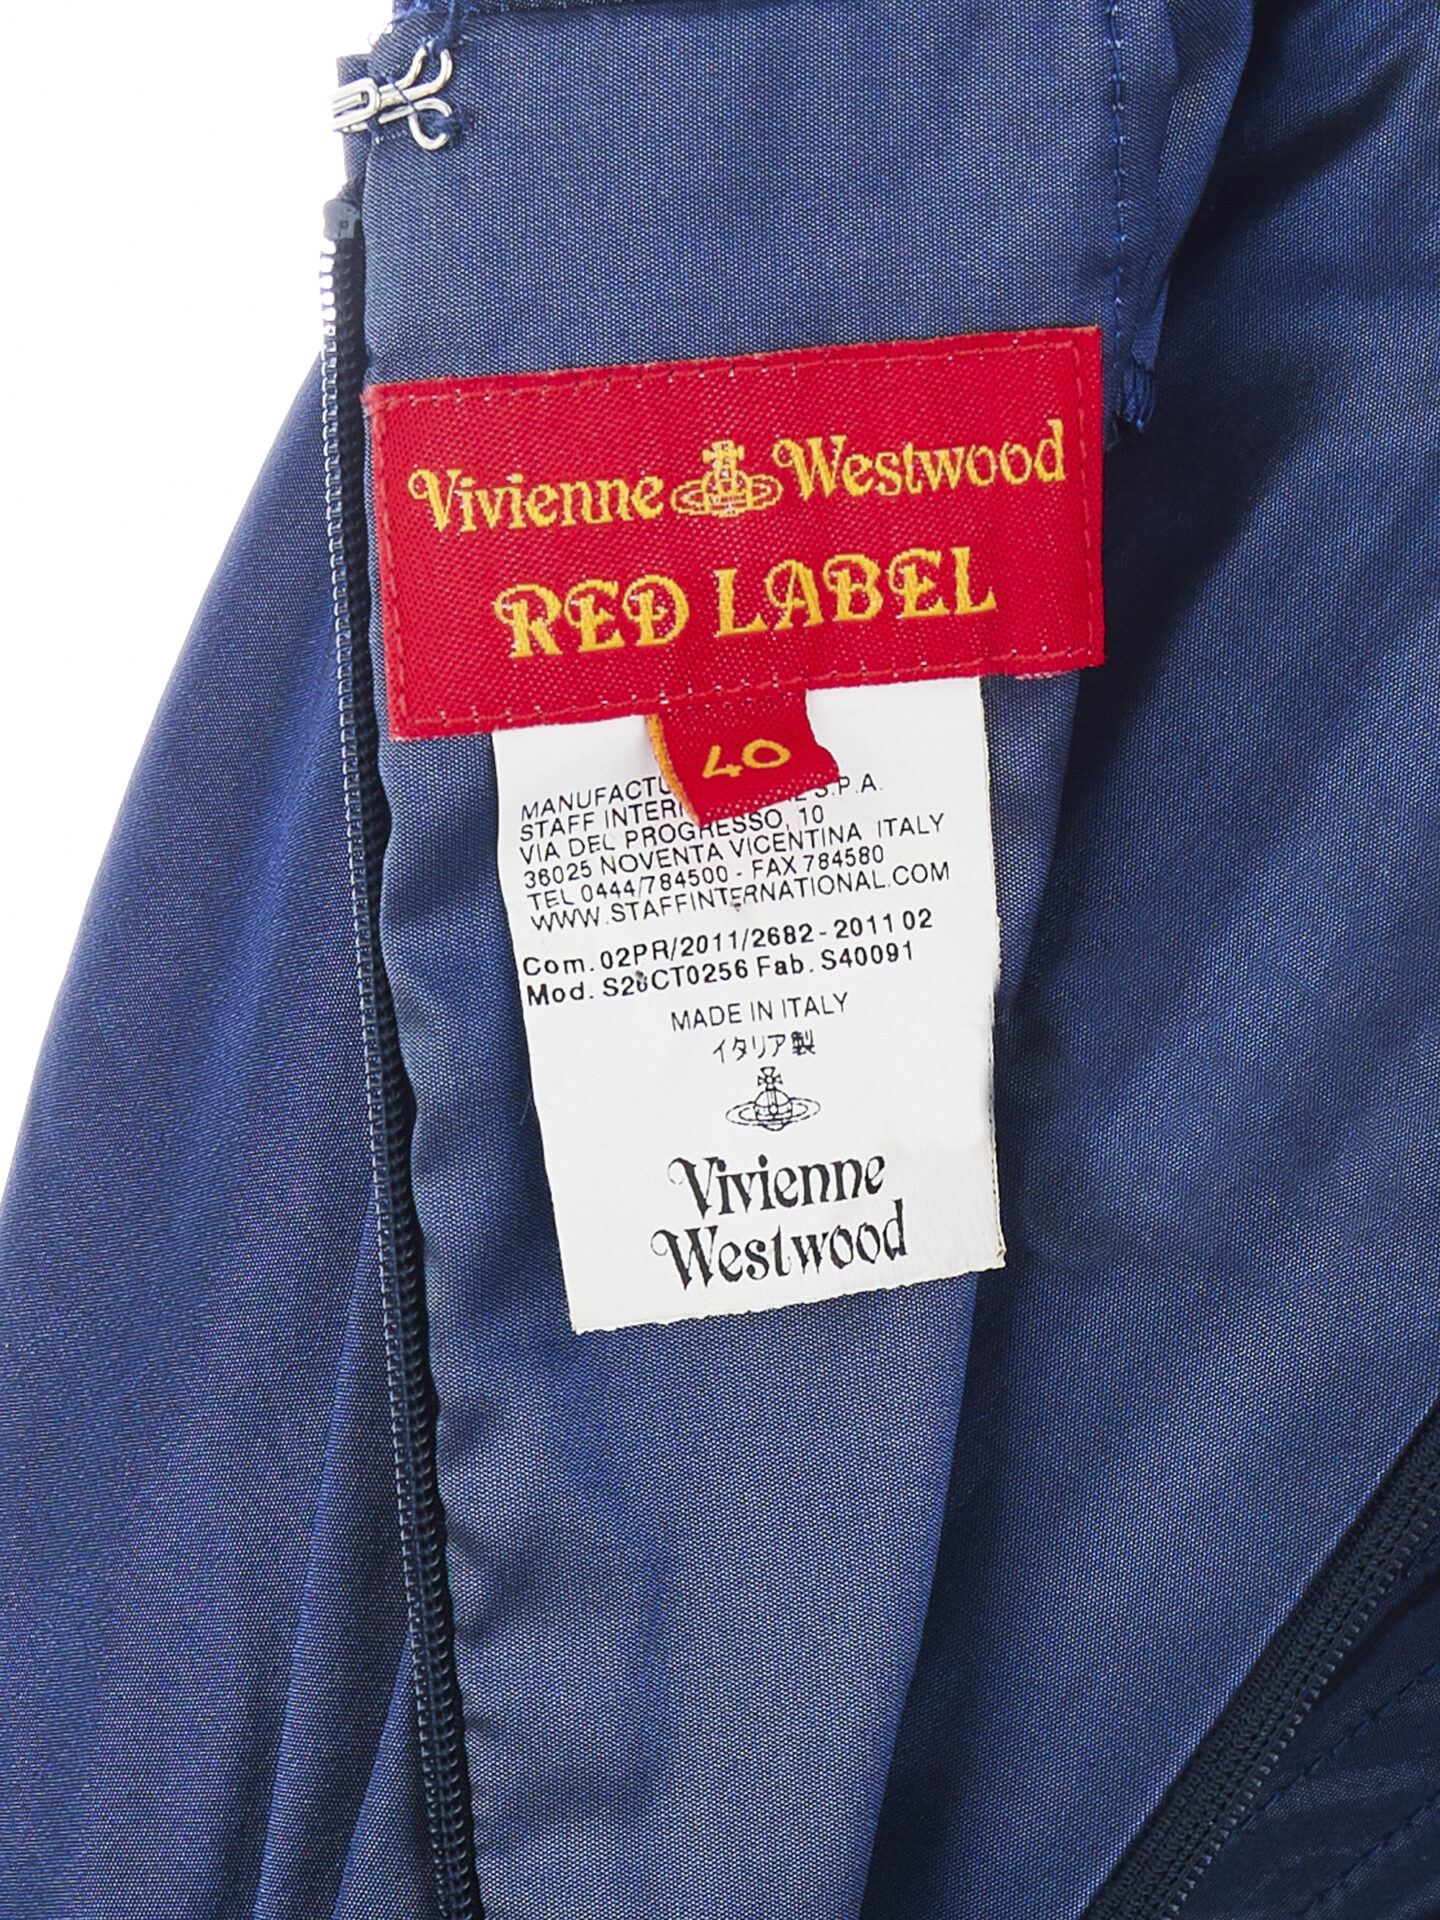 Vivienne Westwood
RED LABEL
40
S.P.A.
STAFF
VIA DEL PROGRESSO, 10
36025 NOVENTA VICENTINA ITALY
TEL 0444/784500 - FAX 784580
WWW.STAFFINTERNATIONAL.COM
Com. 02PR/2011/2682 - 2011 02
Mod. S26CT0256 Fab. S40091
MADE IN ITALY
イタリア製
Vivienne
Westwood